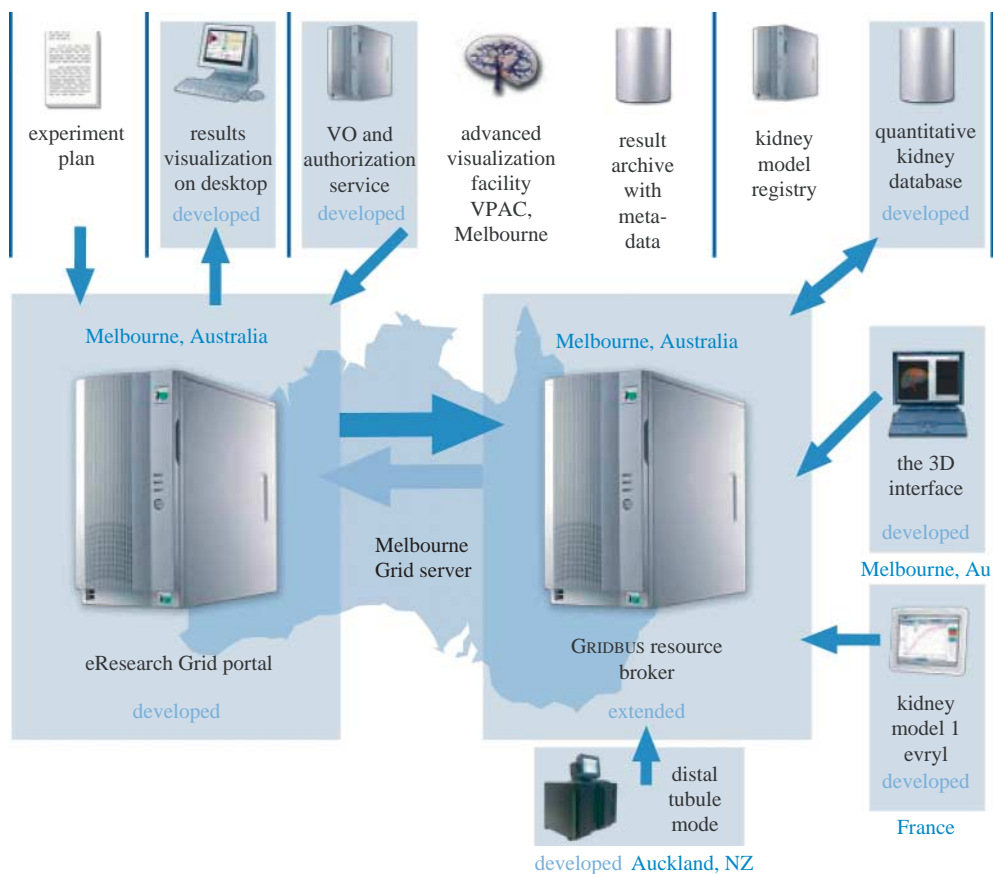 experiment
plan
results
visualization
on desktop
developed
VO and
authorization
service
developed
advanced
visualization
facility
VPAC,
Melbourne
result
archive
with
meta-
data
kidney
model
registry
quantitative
kidney
database
developed
Melbourne, Australia
eResearch Grid portal
developed
Melbourne
Grid server
Melbourne, Australia
GRIDBUS resource
broker
extended
the 3D
interface
developed
Melbourne, Au
kidney
model 1
evryl
developed
France
distal
tubule
mode
developed Auckland, NZ